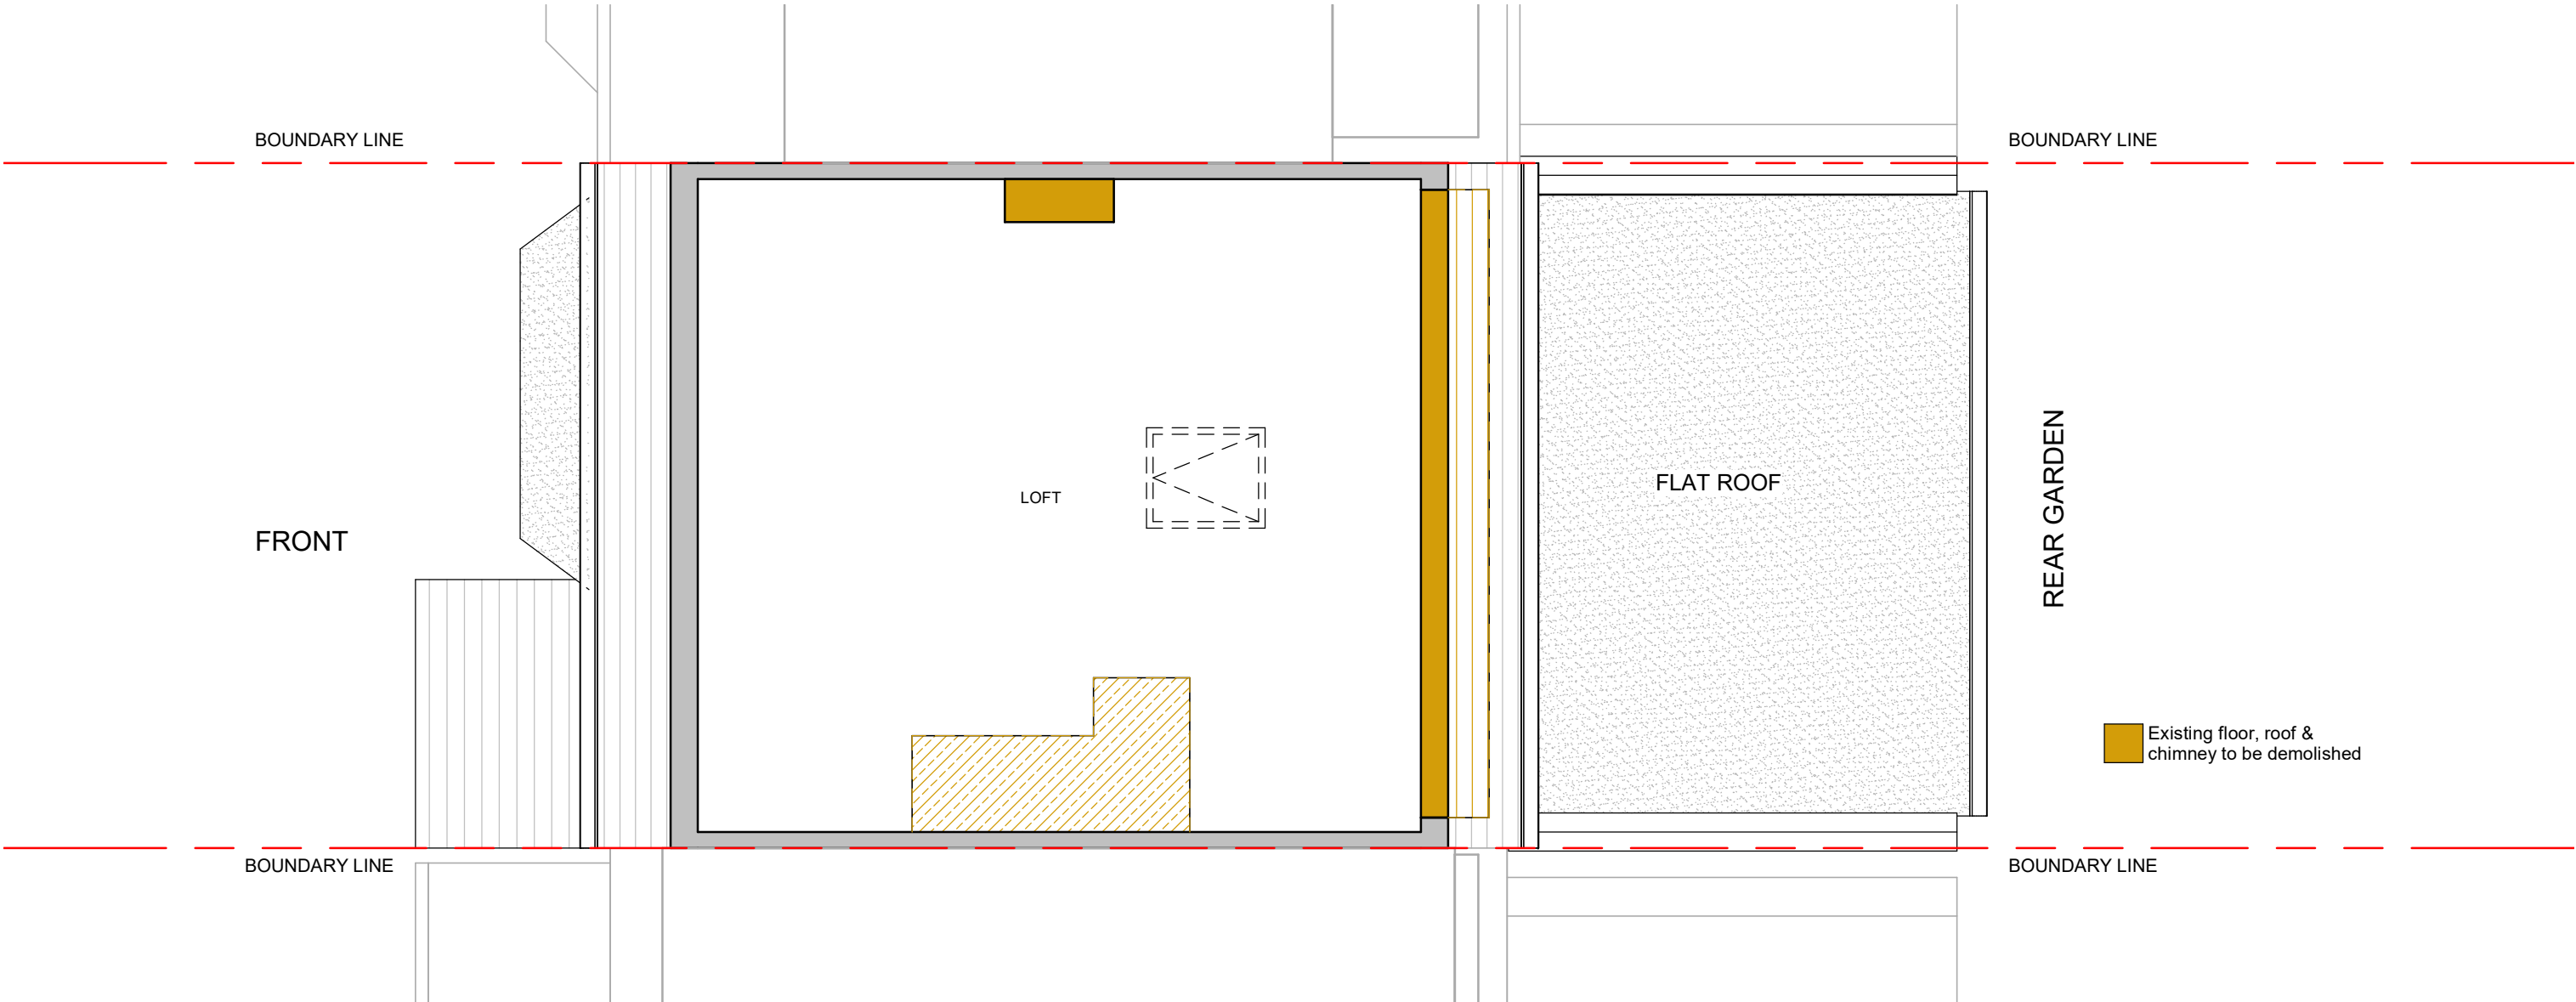 BOUNDARY LINE
BOUNDARY LINE
LOFT
FLAT ROOF
FRONT
REAR GARDEN
Existing floor, roof &
chimney to be demolished
BOUNDARY LINE
BOUNDARY LINE